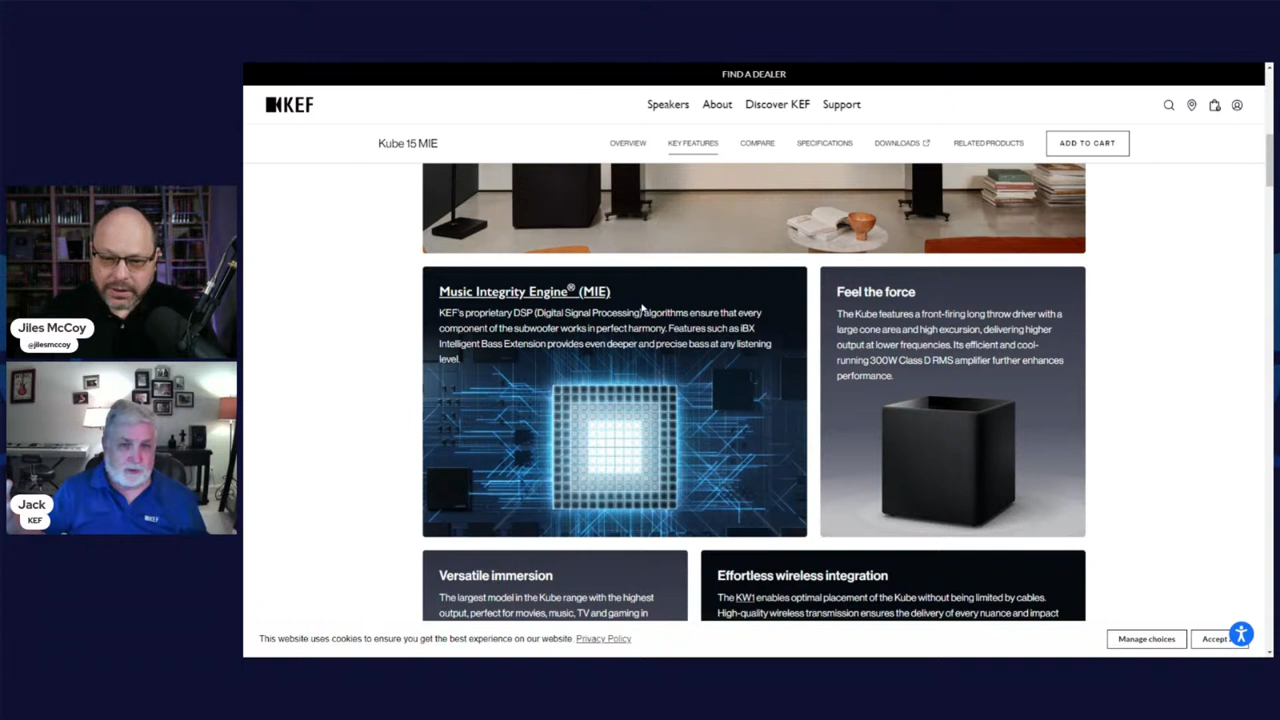 FIND A DEALER
KEF
Speakers About Discover KEF Support
Kube 15 MIE
OVERVIEW KEY FEATURES COMPARE SPECIFICATIONS DOWNLOADS RELATED PRODUCTS ADD TO CART
Music Integrity Engine® (MIE)
KEF's proprietary DSP (Digital Signal Processing) algorithms ensure that every
component of the subwoofer works in perfect harmony. Features such as iBX
Intelligent Bass Extension provides even deeper and precise bass at any listening
level.
Feel the force
The Kube features a front-firing long throw driver with a
large cone area and high excursion, delivering higher
output at lower frequencies. Its efficient and cool-
running 300W Class D RMS amplifier further enhances
performance.
Versatile immersion
The largest model in the Kube range with the highest
output, perfect for movies, music, TV and gaming in
Effortless wireless integration
The KW1 enables optimal placement of the Kube without being limited by cables.
High-quality wireless transmission ensures the delivery of every nuance and impact
This website uses cookies to ensure you get the best experience on our website Privacy Policy
Manage choices
Accept
Jiles McCoy
@jilesmccoy
Jack
KEF
KEF